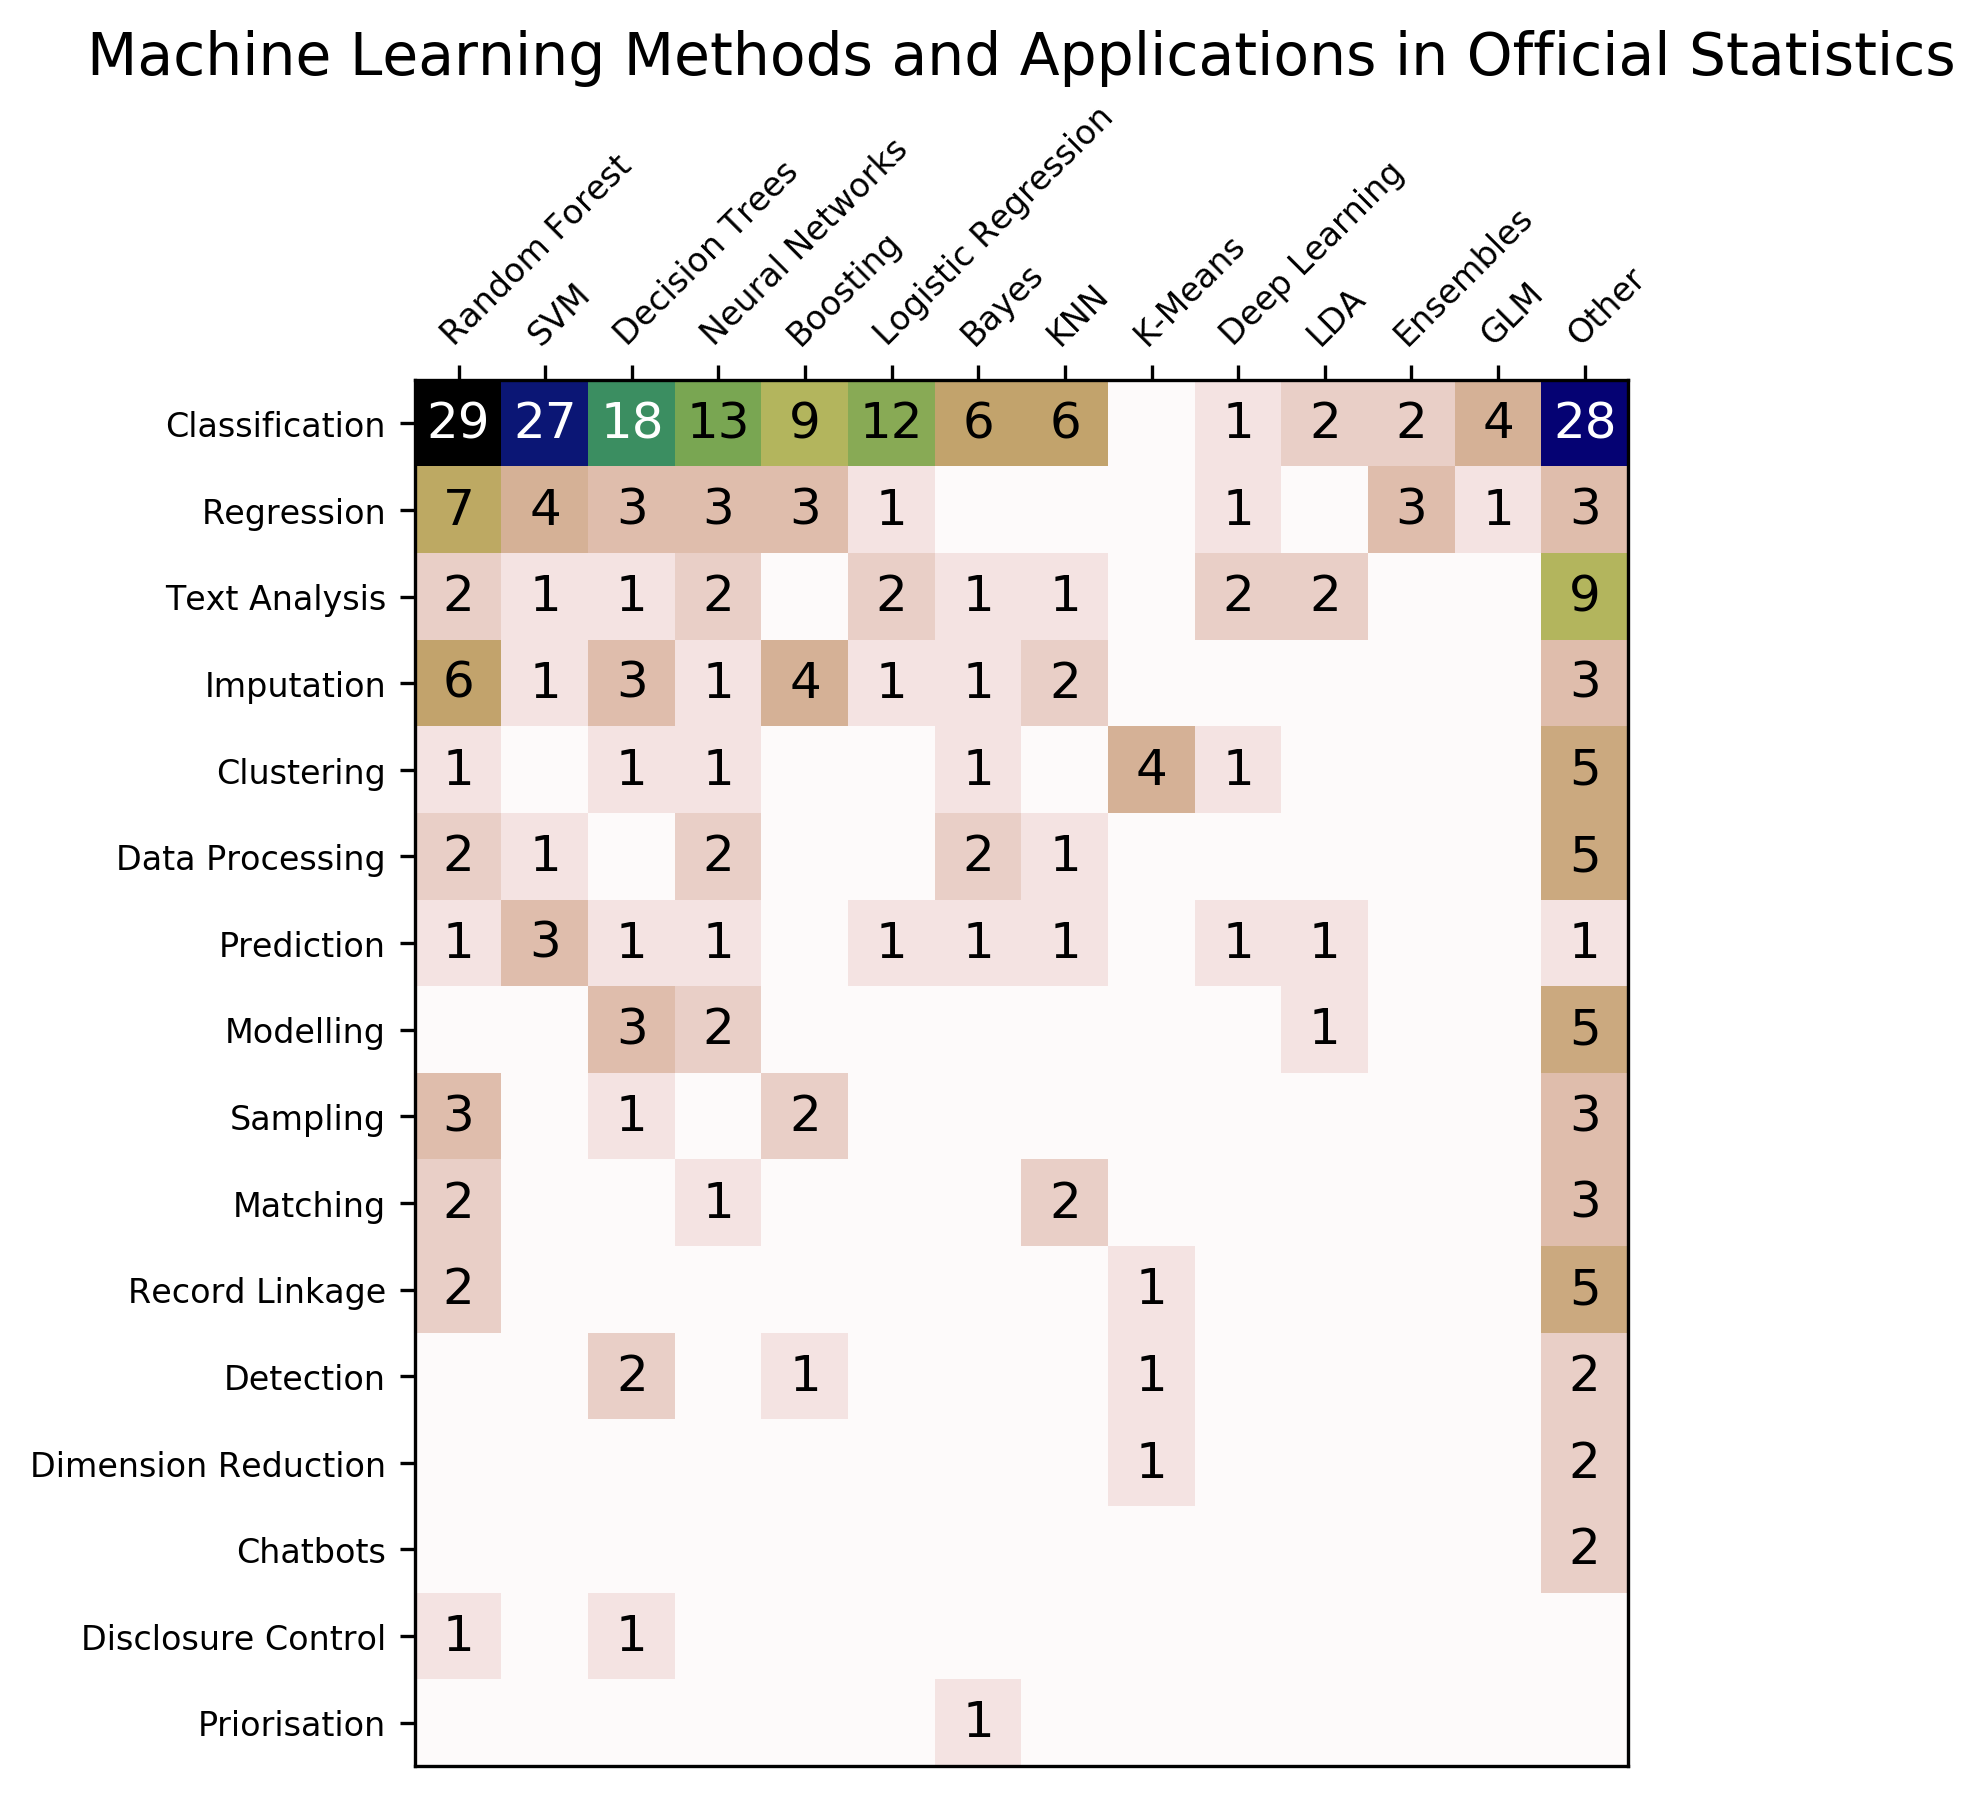 Machine Learning Methods and Applications in Official Statistics
Random Forest
SVM
Decision Trees
Neural Networks
Boosting
Logistic Regression
Bayes
KNN
K-Means
Deep Learning
LDA
Ensembles
GLM
Other
Classification 29 27 18 13 9 12 6 6 1 2 2 4 28
Regression 7 4 3 3 3 1 1 3 1 3
Text Analysis 2 1 1 2 2 1 1 2 2 9
Imputation 6 1 3 1 4 1 1 2 3
Clustering 1 1 1 1 4 1 5
Data Processing 2 1 2 2 1 5
Prediction 1 3 1 1 1 1 1 1 1 1
Modelling 3 2 1 5
Sampling 3 1 2 3
Matching 2 1 2 3
Record Linkage 2 1 5
Detection 2 1 1 2
Dimension Reduction 1 2
Chatbots 2
Disclosure Control 1 1
Priorisation 1